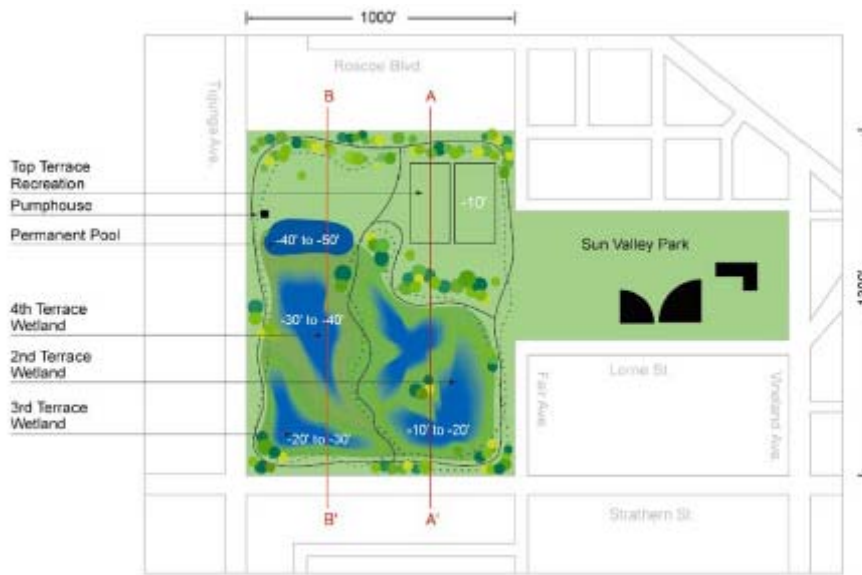 1000'
Roscoe Blvd
Tujunga Ave.
B
A
Top Terrace
Recreation
Pumphouse
Permanent Pool
-10'
-40' to -50'
Sun Valley Park
4th Terrace
Wetland
-30' to -40'
2nd Terrace
Wetland
3rd Terrace
Wetland
-20' to -30'
-10' to -20'
Lorne St.
Fair Ave.
Vineland Ave.
B'
A'
Strathern St.